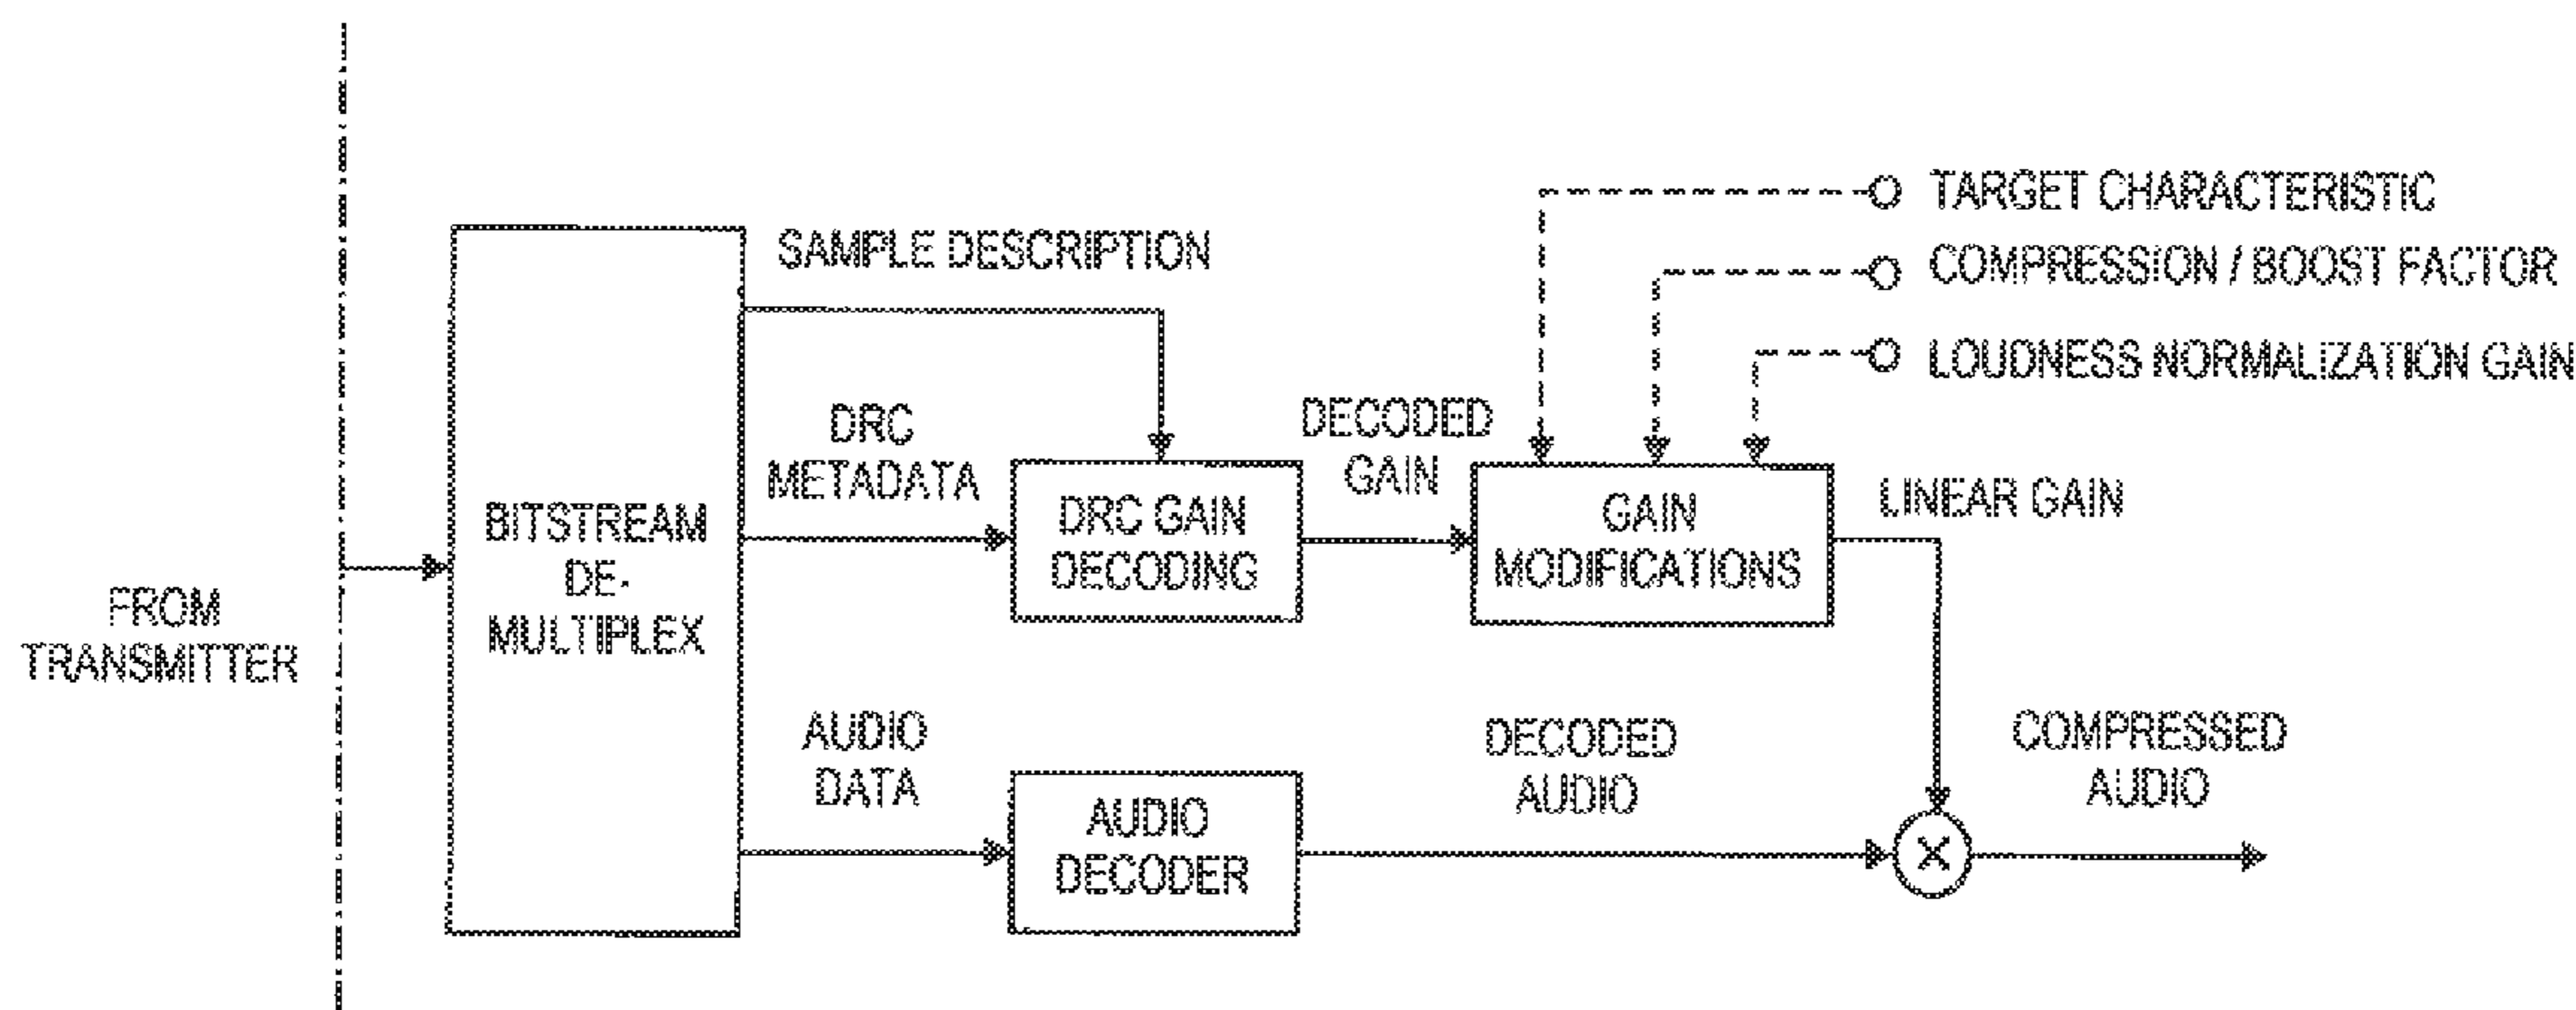 TARGET CHARACTERISTIC
SAMPLE DESCRIPTION
COMPRESSION / BOOST FACTOR
LOUDNESS NORMALIZATION GAIN
DRC
METADATA
DECODED
GAIN
BITSTREAM
DE-
MULTIPLEX
DRC GAIN
DECODING
GAIN
MODIFICATIONS
LINEAR GAIN
FROM
TRANSMITTER
AUDIO
DATA
DECODED
AUDIO
COMPRESSED
AUDIO
AUDIO
DECODER
X